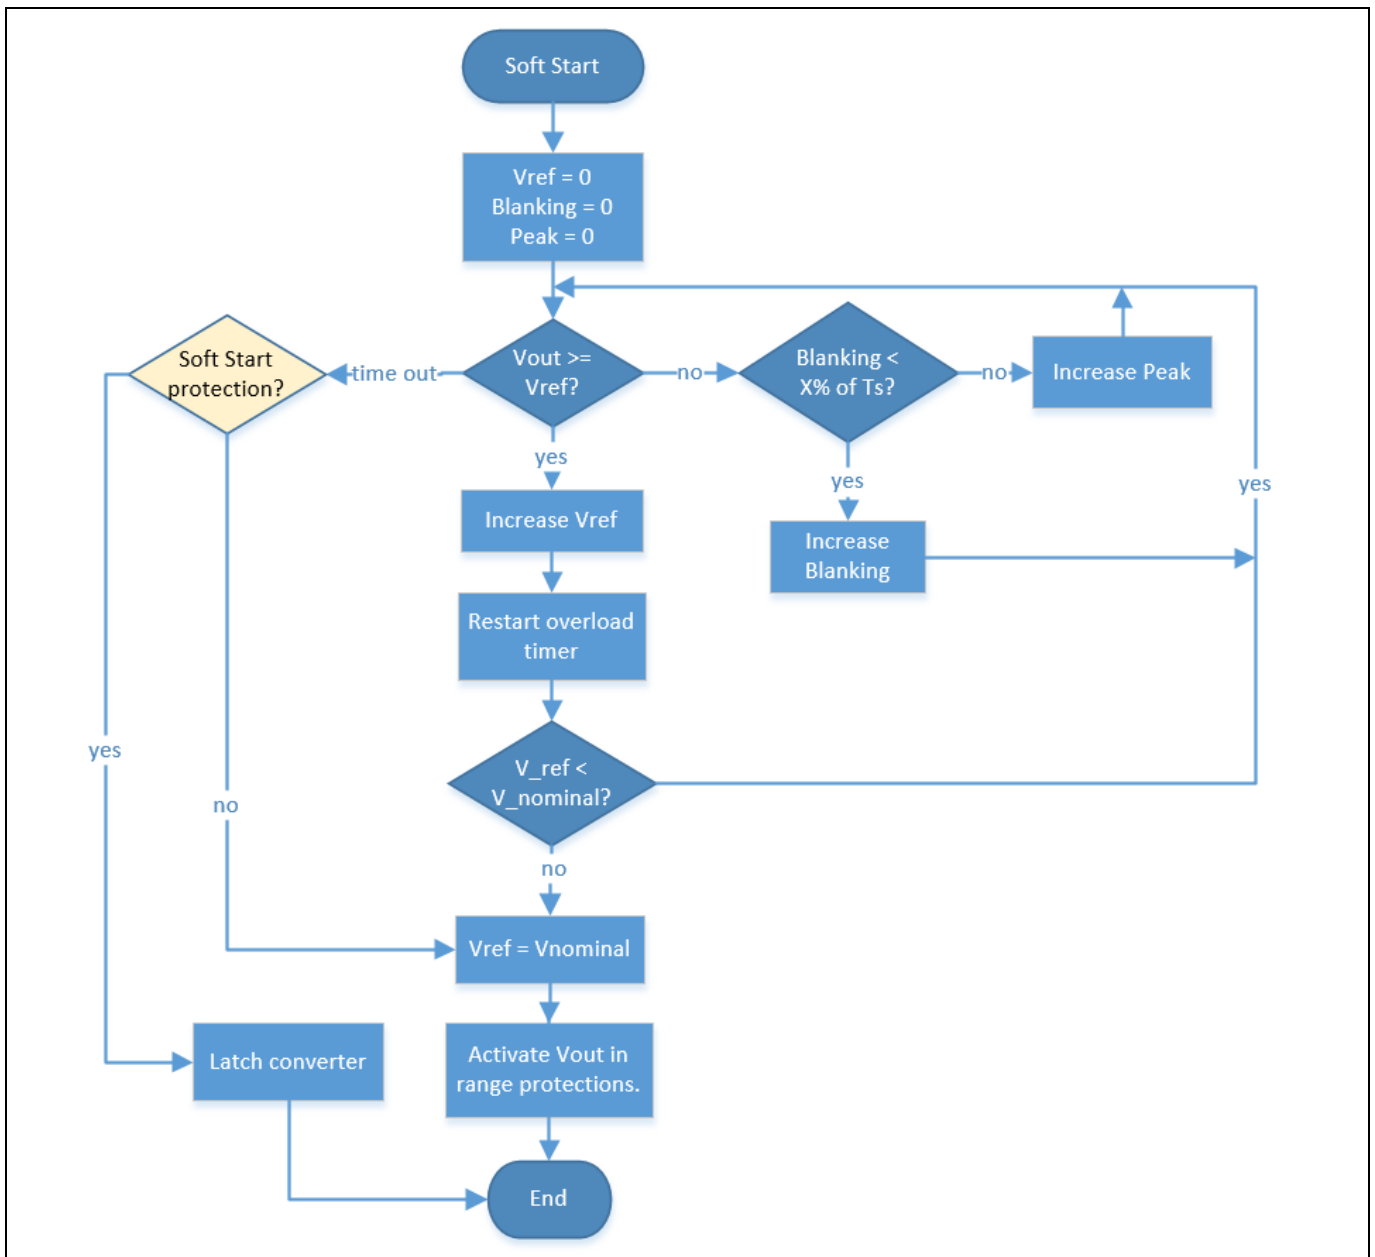 Soft Start
Vref = 0
Blanking = 0
Peak = 0
Soft Start
protection?
time out
Vout >=
Vref?
no
Blanking <
X% of Ts?
no
Increase Peak
yes
yes
yes
Increase Vref
Increase
Blanking
Restart overload
timer
yes
V_ref <
V_nominal?
no
no
Vref = Vnominal
Latch converter
Activate Vout in
range protections.
End